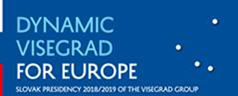 DYNAMIC
VISEGRAD
FOR EUROPE
SLOVAK PRESIDENCY 2018/2019 OF THE VISEGRAD GROUP